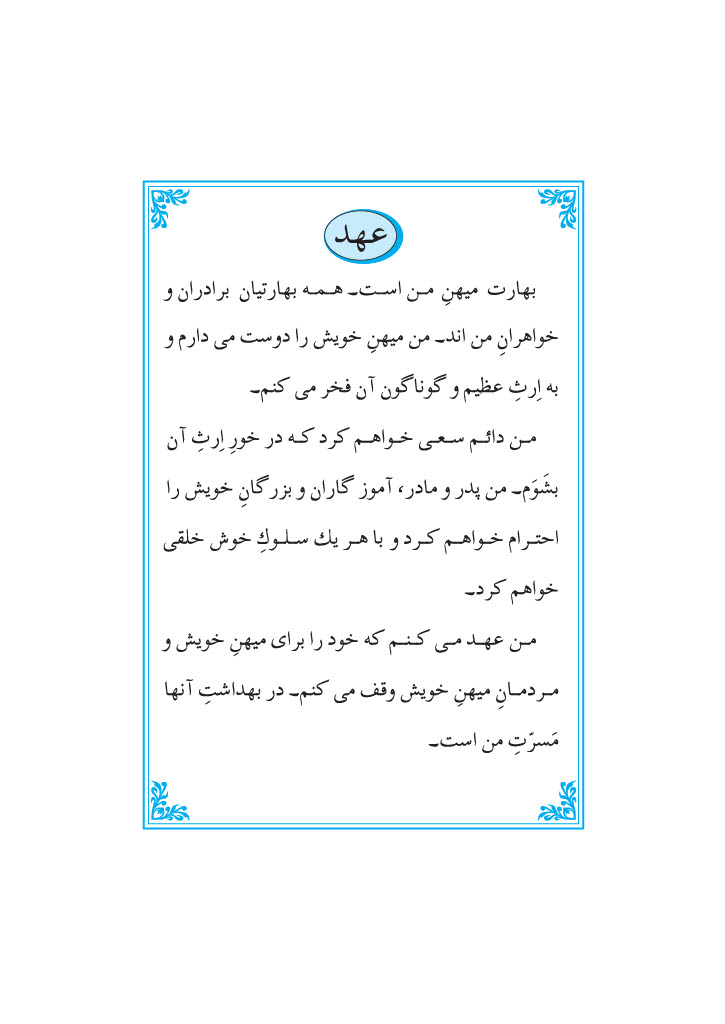 عهد
بهارت میهنِ من است۔ همه بهارتیان برادران و
خواهرانِ من اند۔ من میهنِ خویش را دوست می دارم و
به اِرثِ عظیم و گوناگون آن فخر می کنم۔
من دائم سعی خواهم کرد که در خورِ اِرثِ آن
بشَوَم۔ من پدر و مادر، آموز گاران و بزرگانِ خویش را
احترام خواهم کرد و با هر یك سلوكِ خوش خلقی
خواهم کرد۔
من عهد می کنم که خود را برای میهنِ خویش و
مردمانِ میهنِ خویش وقف می کنم۔ در بهداشتِ آنها
مَسرّتِ من است۔